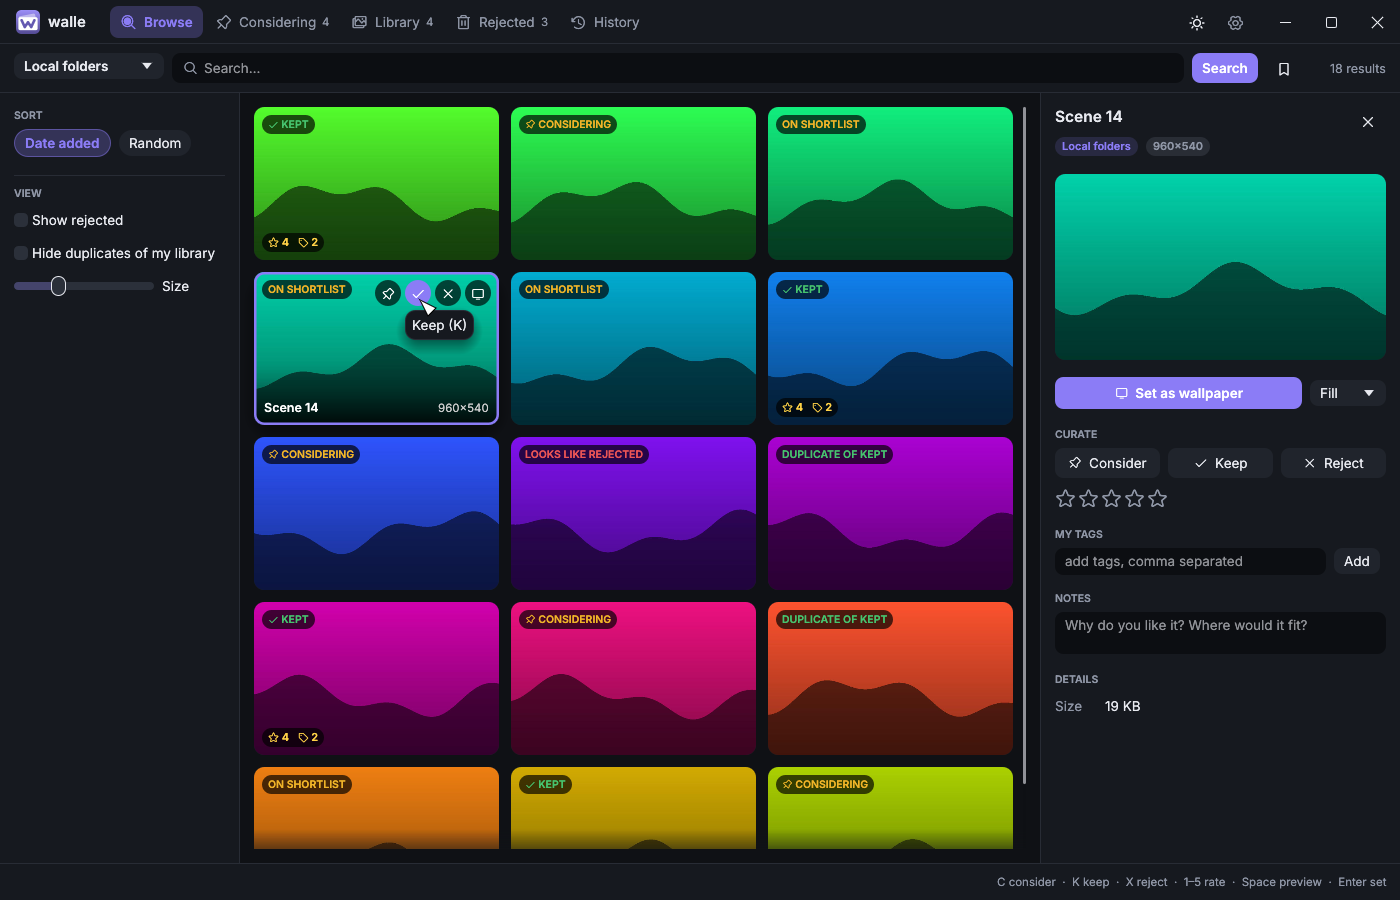 walle
Browse
Considering 4
Library 4
Rejected 3
History
Local folders
Search...
Search
18 results
SORT
Date added
Random
VIEW
Show rejected
Hide duplicates of my library
Size
KEPT
4 2
CONSIDERING
ON SHORTLIST
ON SHORTLIST
Keep (K)
Scene 14
960×540
ON SHORTLIST
KEPT
4 2
CONSIDERING
LOOKS LIKE REJECTED
DUPLICATE OF KEPT
KEPT
4 2
CONSIDERING
DUPLICATE OF KEPT
ON SHORTLIST
KEPT
CONSIDERING
Scene 14
Local folders
960×540
Set as wallpaper
Fill
CURATE
Consider
Keep
Reject
MY TAGS
add tags, comma separated
Add
NOTES
Why do you like it? Where would it fit?
DETAILS
Size 19 KB
C consider · K keep · X reject · 1–5 rate · Space preview · Enter set